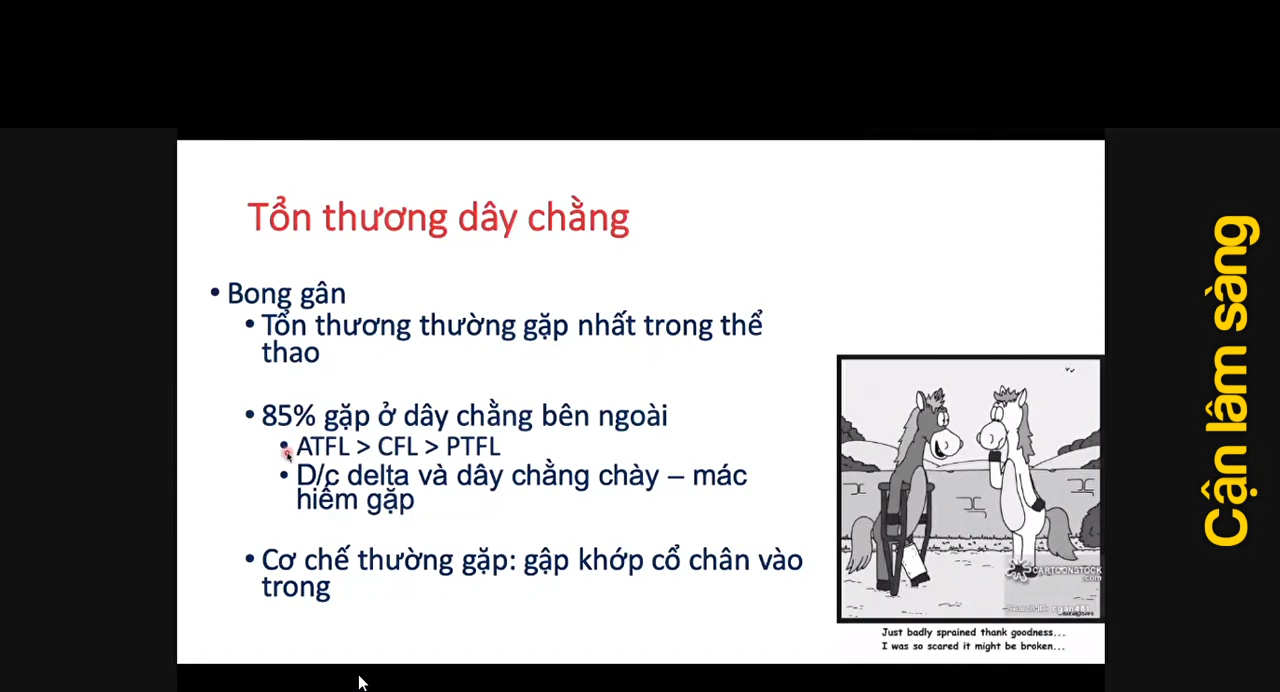 Tổn thương dây chằng
• Bong gân
• Tổn thương thường gặp nhất trong thể
thao
• 85% gặp ở dây chằng bên ngoài
• ATFL > CFL > PTFL
• D/c delta và dây chằng chày – mác
hiếm gặp
• Cơ chế thường gặp: gập khớp cổ chân vào
trong
CARTOONSTOCK
.com
Search ID: cgan481
Just badly sprained thank goodness...
I was so scared it might be broken...
Cận lâm sàng